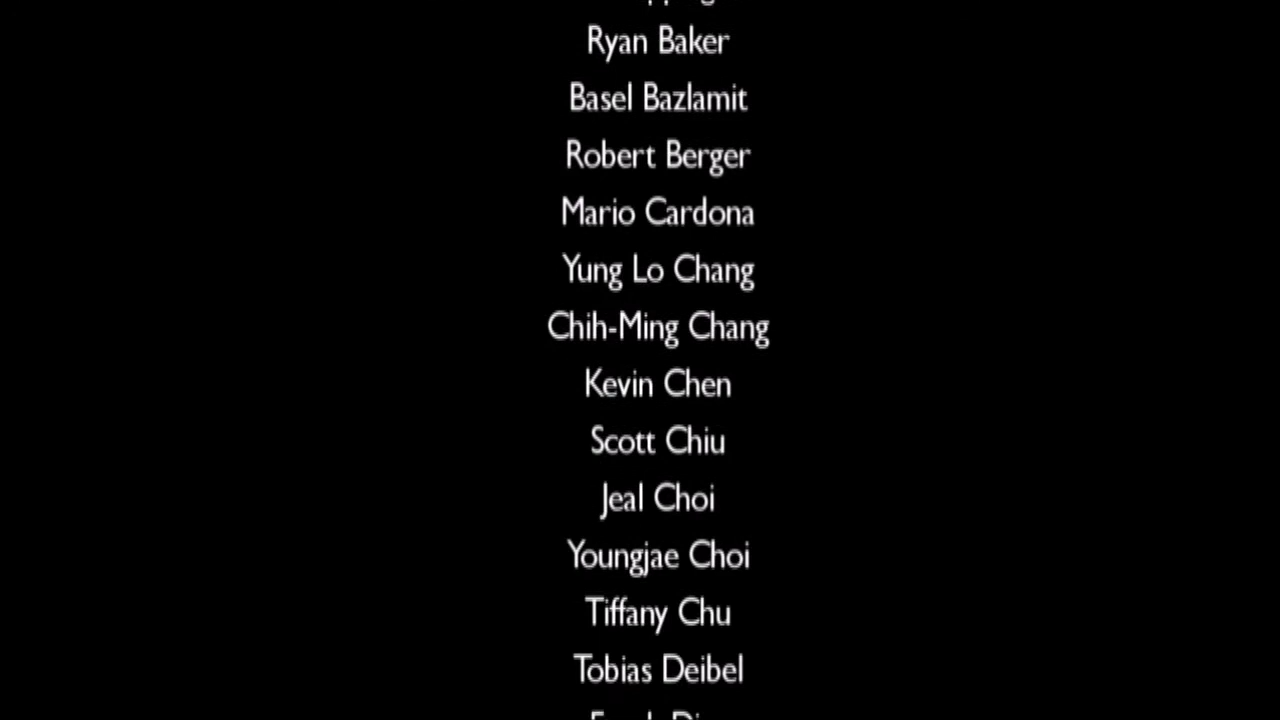 Ryan Baker
Basel Bazlamit
Robert Berger
Mario Cardona
Yung Lo Chang
Chih-Ming Chang
Kevin Chen
Scott Chiu
Jeal Choi
Youngjae Choi
Tiffany Chu
Tobias Deibel